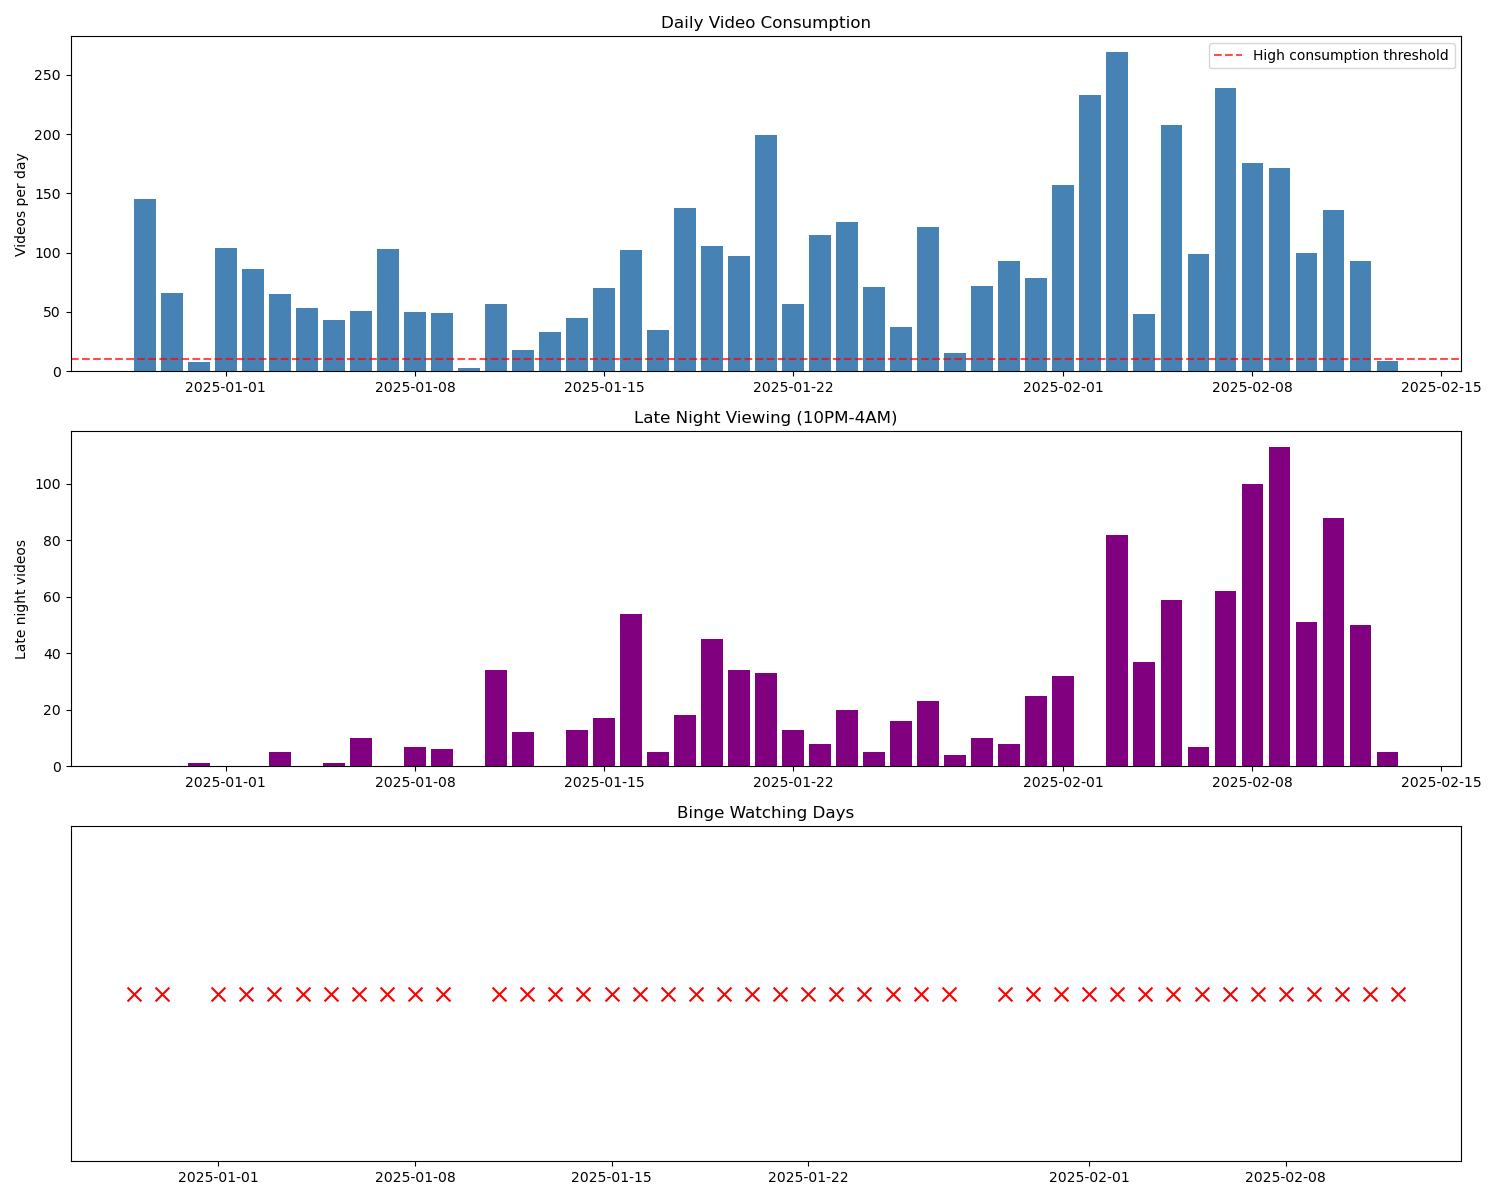 Daily Video Consumption
High consumption threshold
Videos per day
250
200
150
100
50
0
2025-01-01 2025-01-08 2025-01-15 2025-01-22 2025-02-01 2025-02-08 2025-02-15
Late Night Viewing (10PM-4AM)
Late night videos
100
80
60
40
20
0
2025-01-01 2025-01-08 2025-01-15 2025-01-22 2025-02-01 2025-02-08 2025-02-15
Binge Watching Days
2025-01-01 2025-01-08 2025-01-15 2025-01-22 2025-02-01 2025-02-08